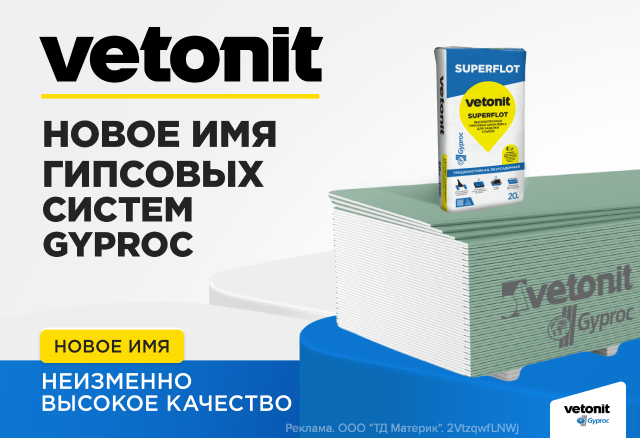 vetonit
НОВОЕ ИМЯ
ГИПСОВЫХ
СИСТЕМ
GYPROC
НОВОЕ ИМЯ
НЕИЗМЕННО
ВЫСОКОЕ КАЧЕСТВО
SUPERFLOT
vetonit
vetonit
SUPERFLOT
Gyproc
20
vetonit
Gyproc
Реклама. ООО "ТД Материк". 2VtzqwfLNWj
vetonit
Gyproc